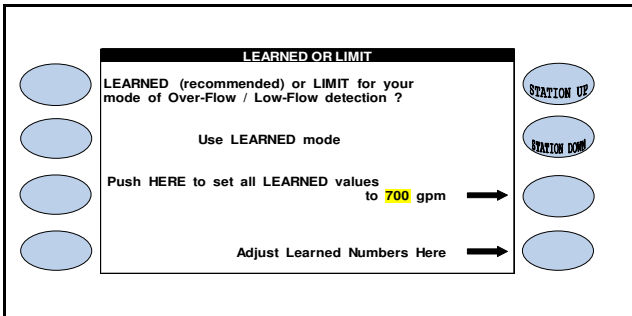 LEARNED OR LIMIT
LEARNED (recommended) or LIMIT for your
mode of Over-Flow / Low-Flow detection ?
STATION UP
Use LEARNED mode
STATION DOWN
Push HERE to set all LEARNED values
to 700 gpm
Adjust Learned Numbers Here